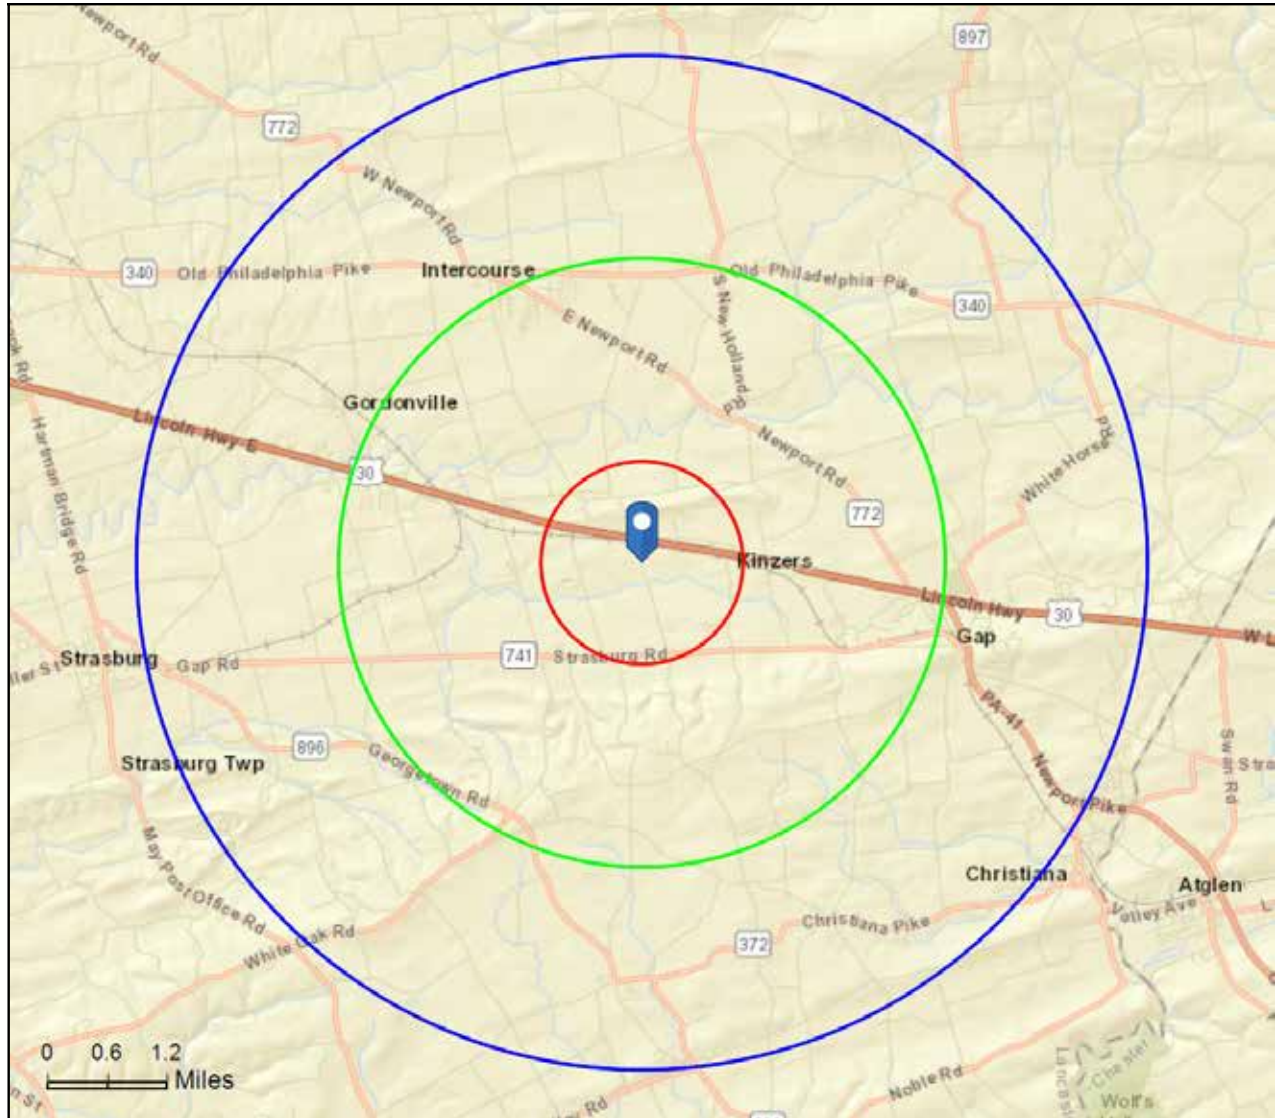 Newport Rd
897
772
W Newport Rd
340
Old Philadelphia Pike
Intercourse
Old Philadelphia Pike
340
S New Holland Rd
E Newport Rd
Gordonville
Lincoln Hwy E
30
Hartman Bridge Rd
Newport Rd
772
White Horse Rd
Kinzers
Lincoln Hwy
30
Gap
W L
Strasburg
Gap Rd
741
Strasburg Rd
PA-41
Newport Pike
Swan Rd
Stra
896
Georgetown Rd
Strasburg Twp
May Post Office Rd
White Oak Rd
Christiana
Atglen
Valley Ave
Christiana Pike
372
0 0.6 1.2
Miles
Noble Rd
Chester
Wolf's